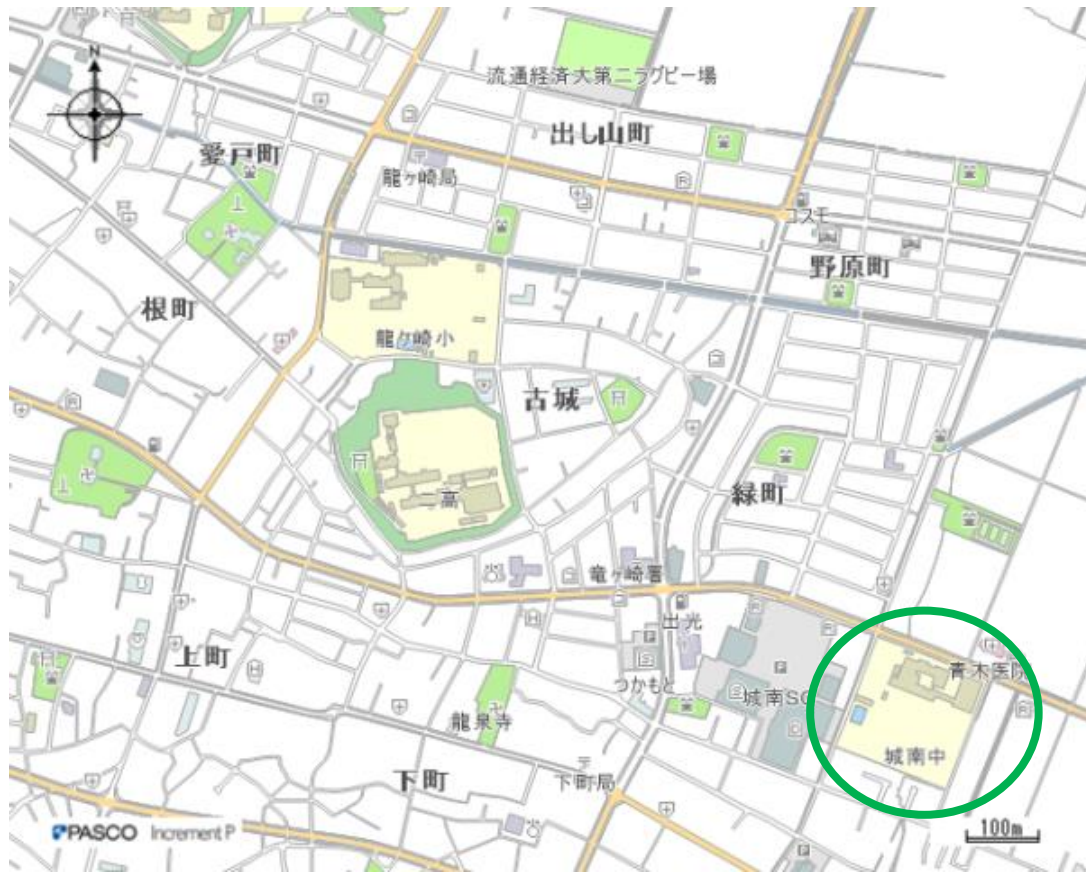 N
流通経済大第二ラグビー場
出し山町
愛戸町
龍ヶ崎局
コスモ
野原町
根町
龍ケ崎小
古城
緑町
二高
竜ヶ崎署
出光
上町
つかもと
城南SC
青木医院
龍泉寺
城南中
下町
下町局
PASCO Increment P
100m